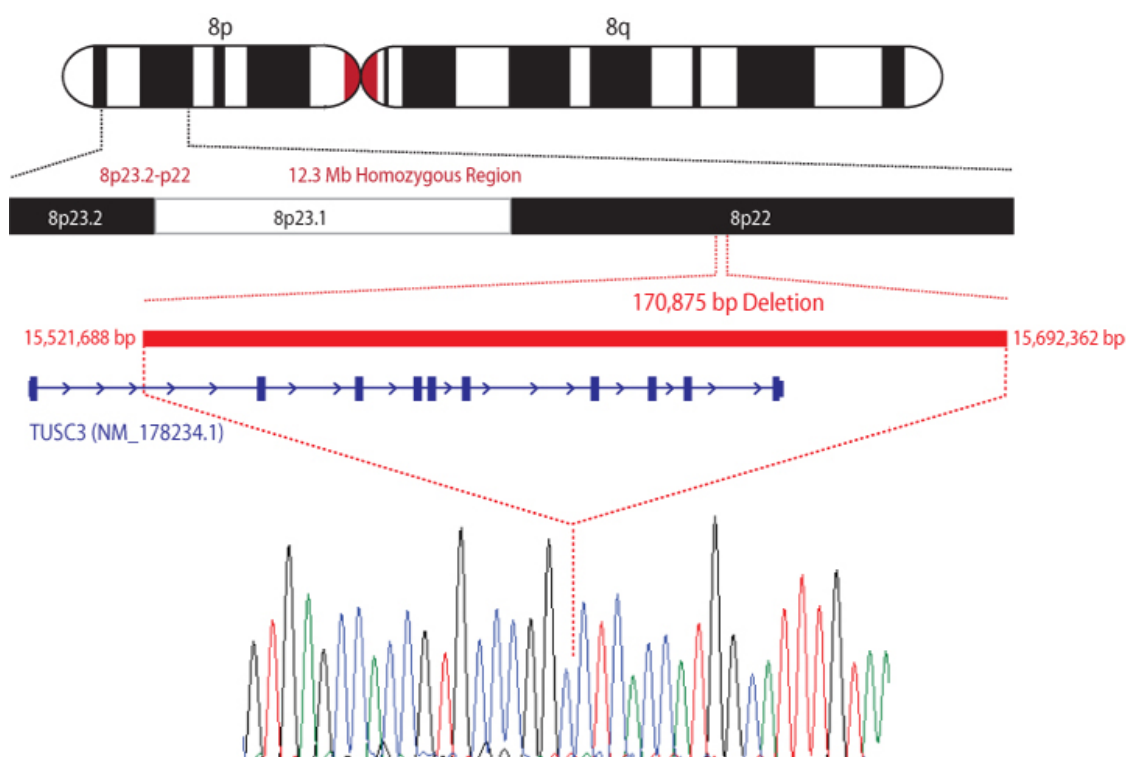 8p
8q
8p23.2-p22
12.3 Mb Homozygous Region
8p23.2
8p23.1
8p22
170,875 bp Deletion
15,521,688 bp
15,692,362 bp
TUSC3 (NM_178234.1)